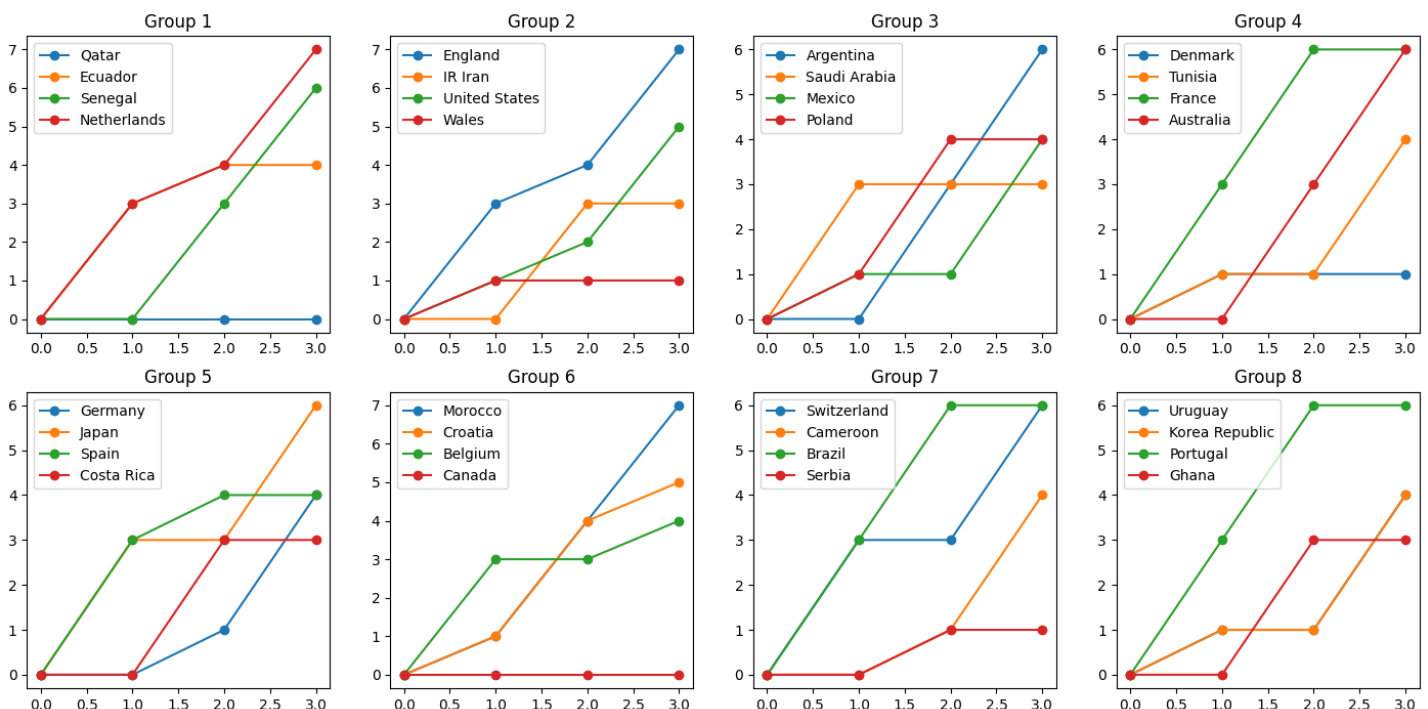 Group 1
7
6
5
4
3
2
1
0
Qatar
Ecuador
Senegal
Netherlands
0.0 0.5 1.0 1.5 2.0 2.5 3.0
Group 2
7
6
5
4
3
2
1
0
England
IR Iran
United States
Wales
0.0 0.5 1.0 1.5 2.0 2.5 3.0
Group 3
6
5
4
3
2
1
0
Argentina
Saudi Arabia
Mexico
Poland
0.0 0.5 1.0 1.5 2.0 2.5 3.0
Group 4
6
5
4
3
2
1
0
Denmark
Tunisia
France
Australia
0.0 0.5 1.0 1.5 2.0 2.5 3.0
Group 5
6
5
4
3
2
1
0
Germany
Japan
Spain
Costa Rica
0.0 0.5 1.0 1.5 2.0 2.5 3.0
Group 6
7
6
5
4
3
2
1
0
Morocco
Croatia
Belgium
Canada
0.0 0.5 1.0 1.5 2.0 2.5 3.0
Group 7
6
5
4
3
2
1
0
Switzerland
Cameroon
Brazil
Serbia
0.0 0.5 1.0 1.5 2.0 2.5 3.0
Group 8
6
5
4
3
2
1
0
Uruguay
Korea Republic
Portugal
Ghana
0.0 0.5 1.0 1.5 2.0 2.5 3.0